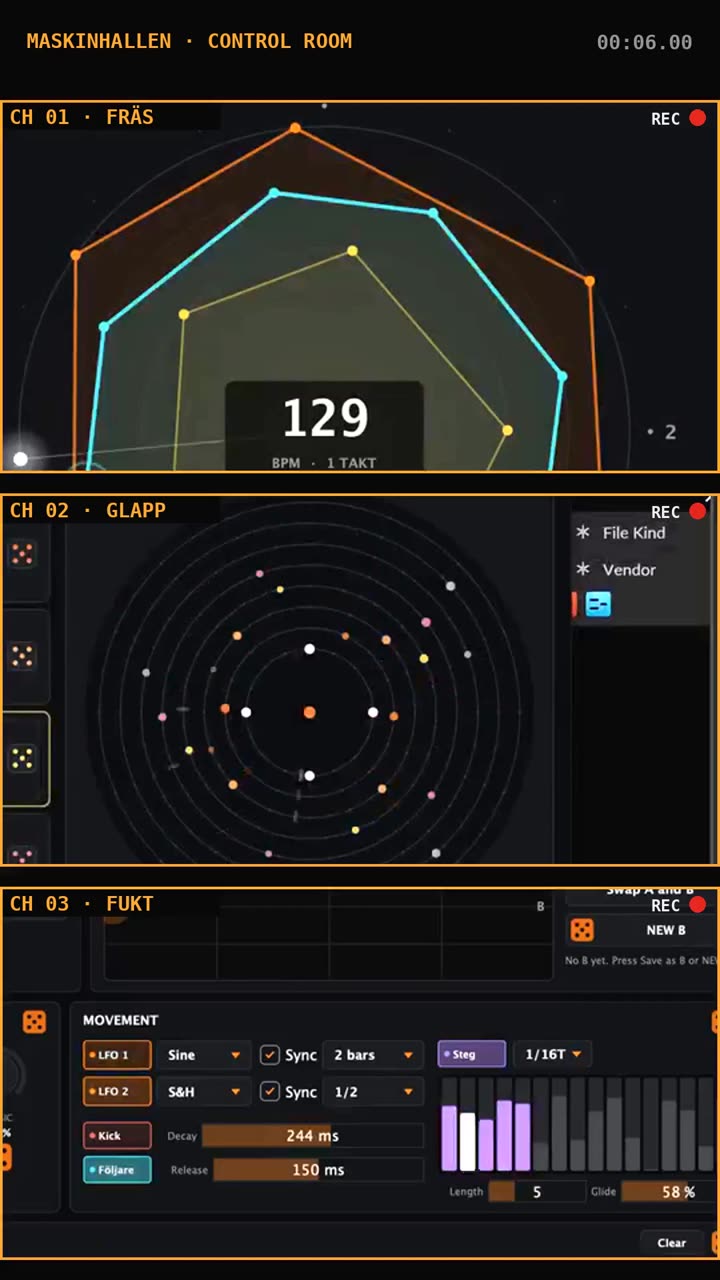 MASKINHALLEN · CONTROL ROOM
00:06.00
CH 01 · FRÄS
REC
129
BPM · 1 TAKT
2
CH 02 · GLAPP
REC
File Kind
Vendor
CH 03 · FUKT
REC
Swap A and B
B
NEW B
No B yet. Press Save as B or NEW
MOVEMENT
LFO 1
Sine
Sync
2 bars
Steg
1/16T
LFO 2
S&H
Sync
1/2
Kick
Decay
244 ms
%
Följare
Release
150 ms
Length
5
Glide
58 %
Clear